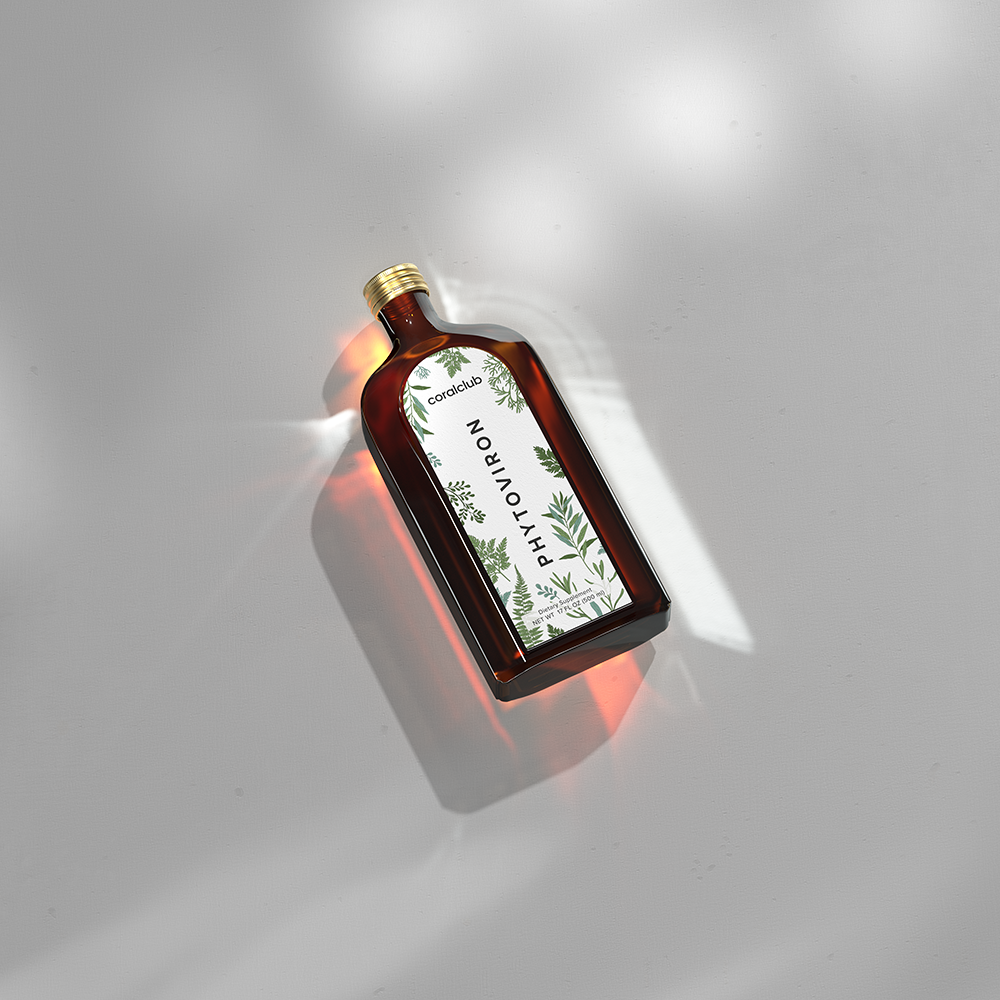 coralclub
PHYTOVIRON
Dietary Supplement
NET WT. 17 FL OZ (500 ml)